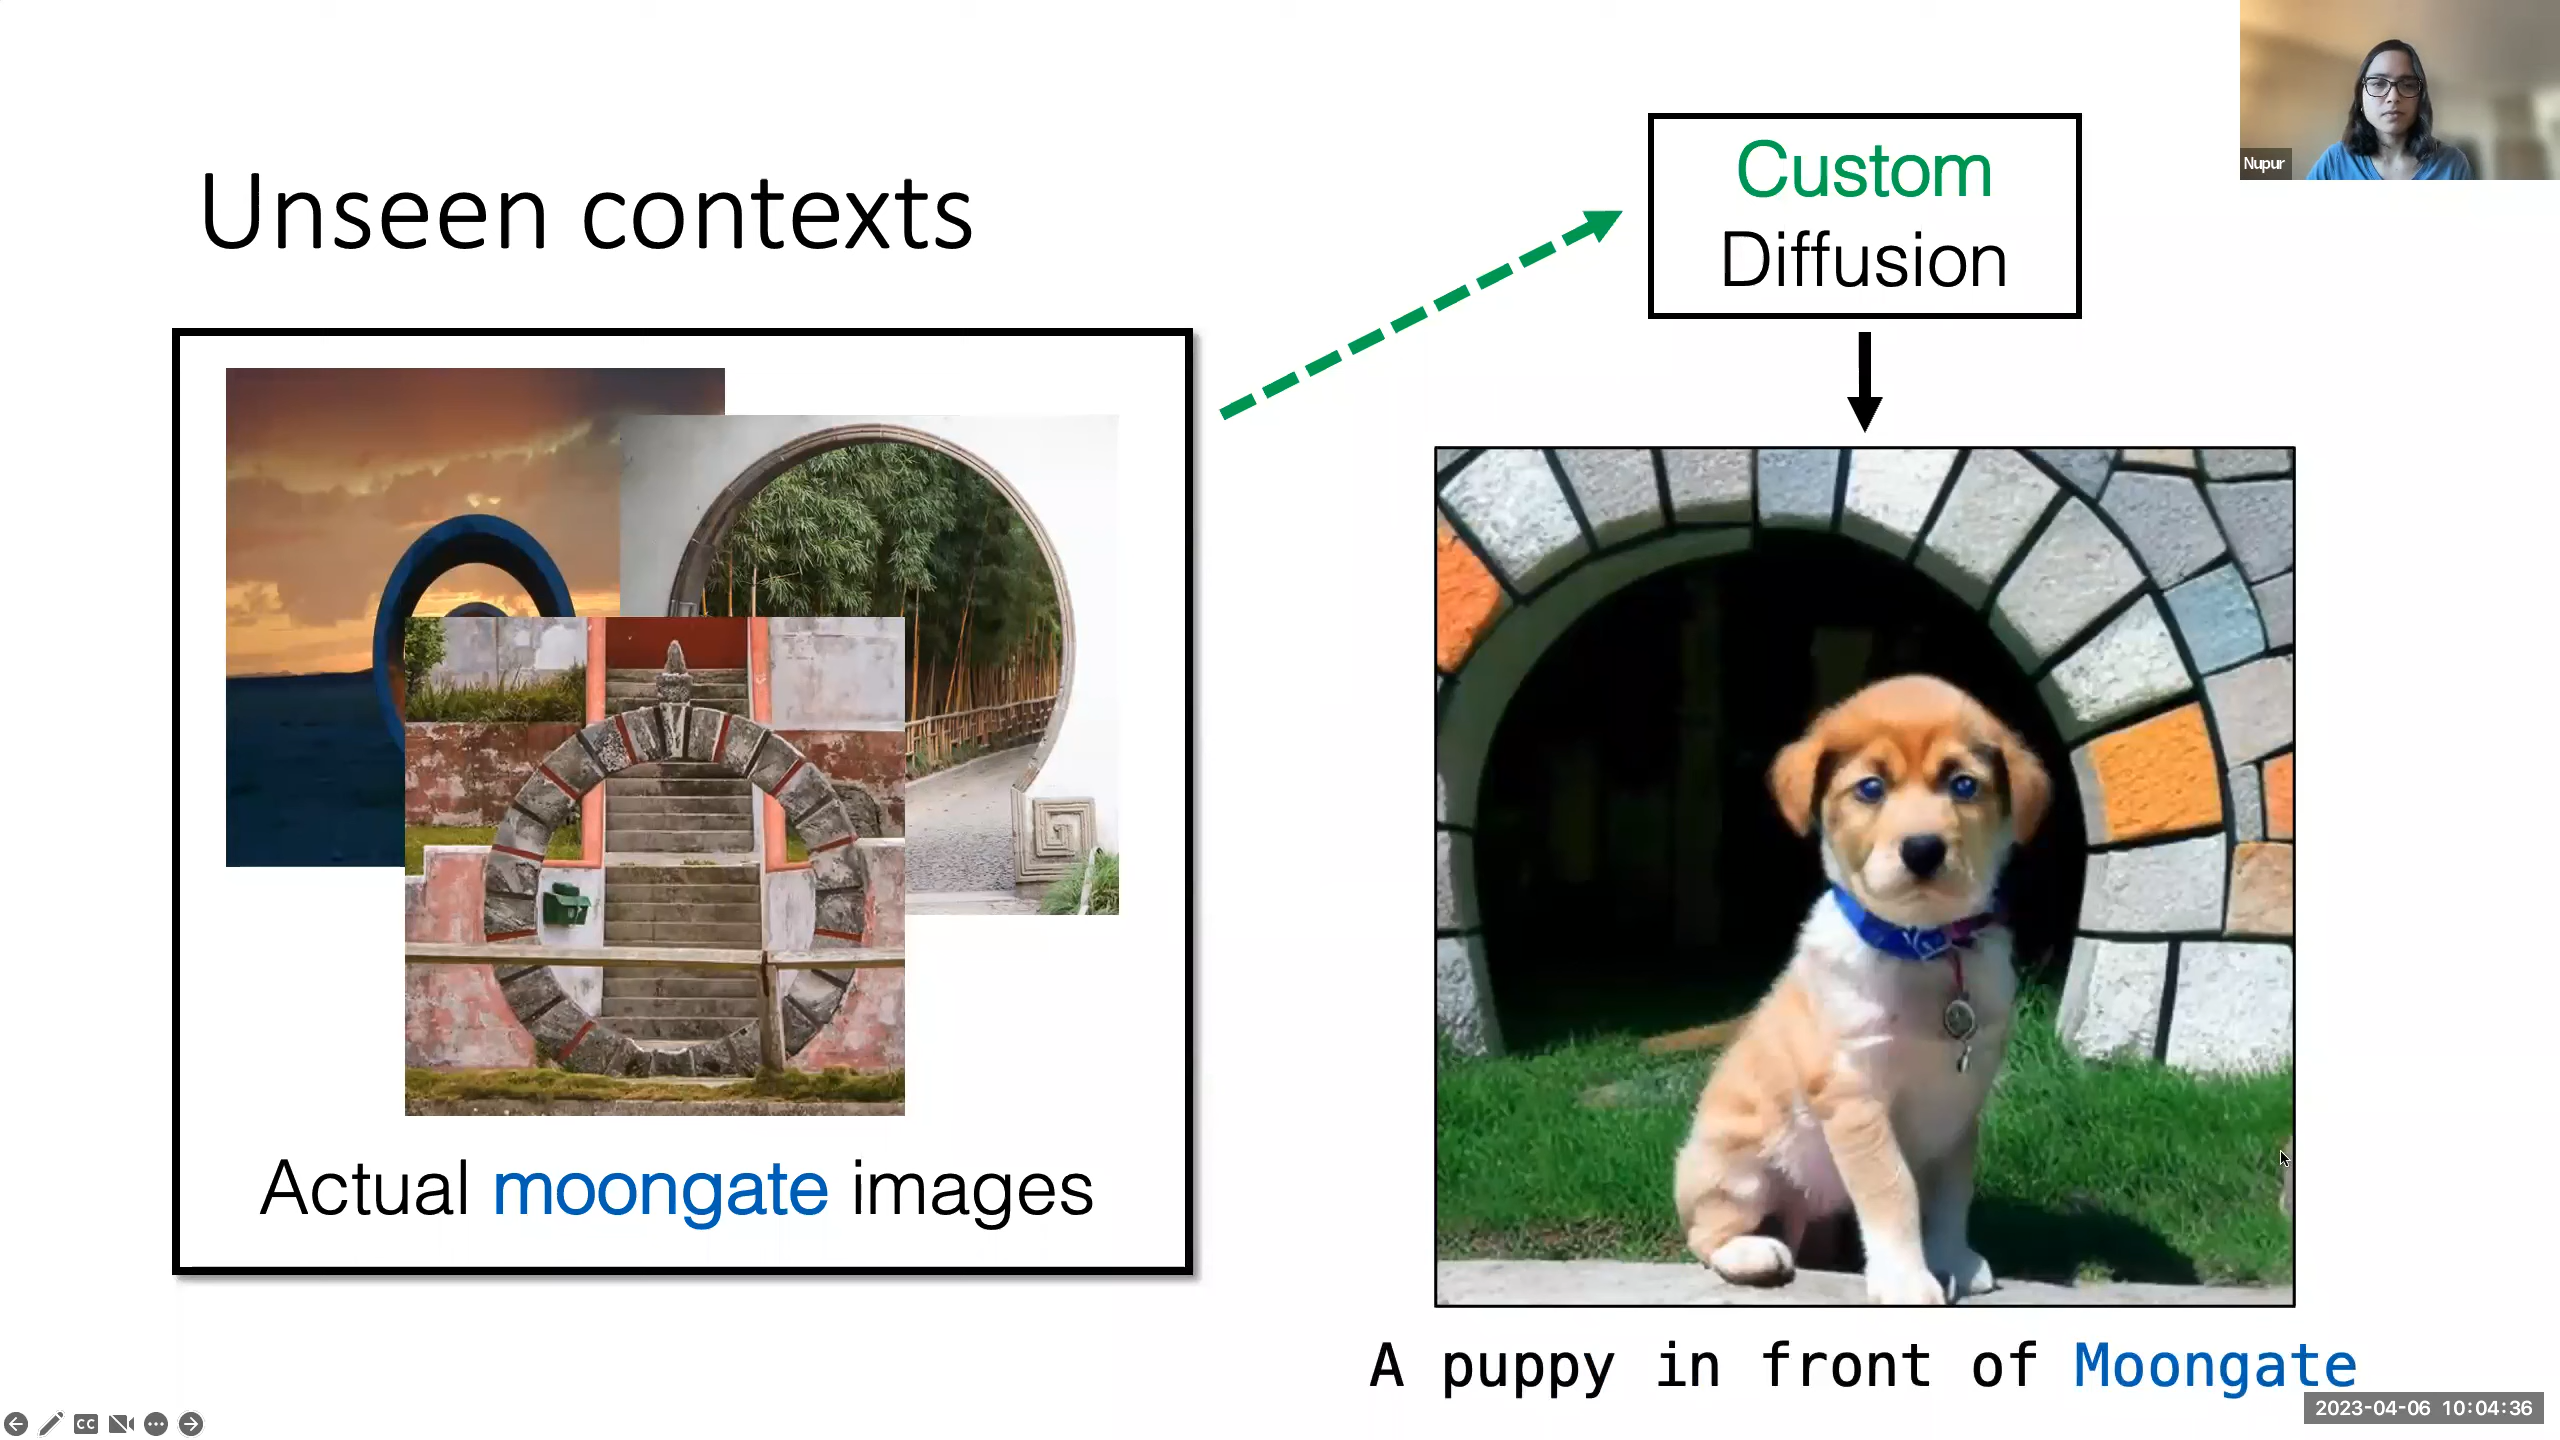 Unseen contexts
Custom
Diffusion
Nupur
Actual moongate images
A puppy in front of Moongate
CC
2023-04-06 10:04:36